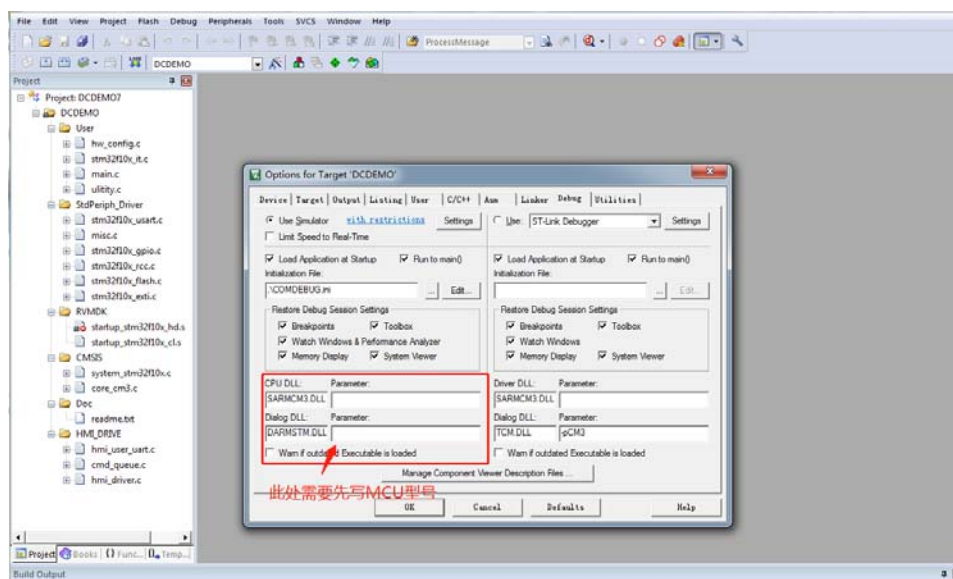 File Edit View Project Flash Debug Peripherals Tools SVCS Window Help
ProcessMessage
DCDEMO
Project
Project: DCDEMO7
DCDEMO
User
hw_config.c
stm32f10x_it.c
main.c
ulitity.c
StdPeriph_Driver
stm32f10x_usart.c
misc.c
stm32f10x_gpio.c
stm32f10x_rcc.c
stm32f10x_flash.c
stm32f10x_exti.c
RVMDK
startup_stm32f10x_hd.s
startup_stm32f10x_cl.s
CMSIS
system_stm32f10x.c
core_cm3.c
Doc
readme.txt
HMI_DRIVE
hmi_user_uart.c
cmd_queue.c
hmi_driver.c
Project Books {} Func... Temp...
Build Output
Options for Target 'DCDEMO'
Device Target Output Listing User C/C++ Asm Linker Debug Utilities
Use Simulator with restrictions Settings
Limit Speed to Real-Time
Use: ST-Link Debugger Settings
Load Application at Startup Run to main()
Initialization File:
.\COMDEBUG.ini ... Edit...
Load Application at Startup Run to main()
Initialization File:
... Edit...
Restore Debug Session Settings
Breakpoints Toolbox
Watch Windows & Performance Analyzer
Memory Display System Viewer
Restore Debug Session Settings
Breakpoints Toolbox
Watch Windows
Memory Display System Viewer
CPU DLL: Parameter:
SARMCM3.DLL
Dialog DLL: Parameter:
DARMSTM.DLL
Warn if outdated Executable is loaded
Driver DLL: Parameter:
SARMCM3.DLL
Dialog DLL: Parameter:
TCM.DLL -pCM3
Warn if outdated Executable is loaded
Manage Component Viewer Description Files ...
此处需要先写MCU型号
OK Cancel Defaults Help